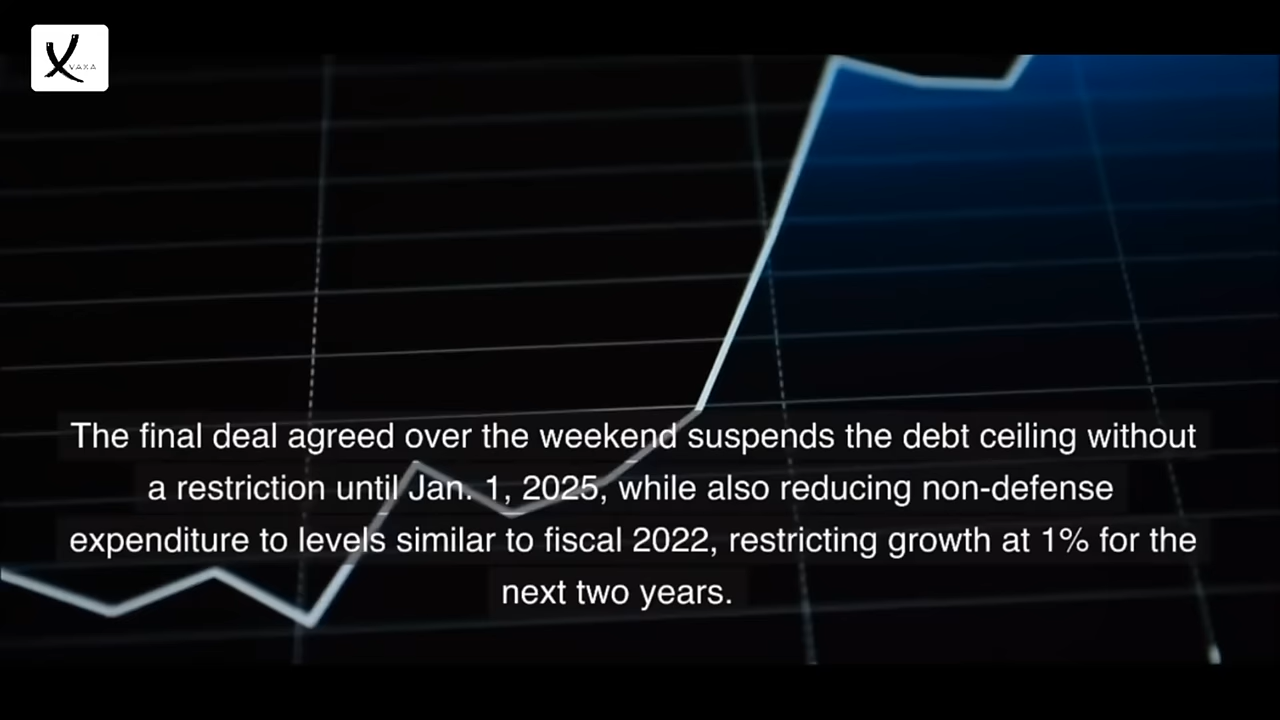 VAXA
The final deal agreed over the weekend suspends the debt ceiling without
a restriction until Jan. 1, 2025, while also reducing non-defense
expenditure to levels similar to fiscal 2022, restricting growth at 1% for the
next two years.